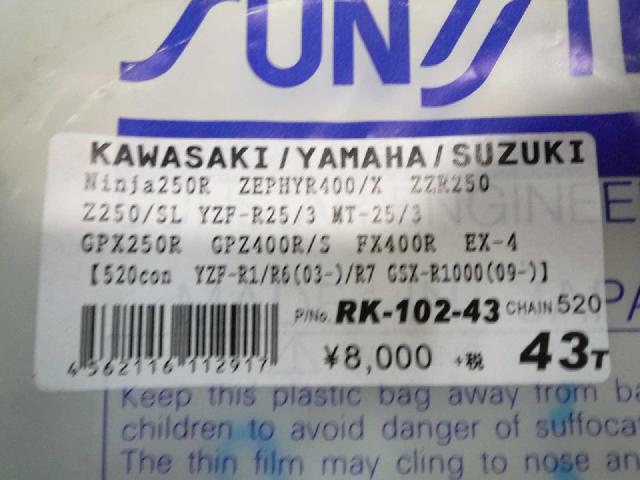 SUNST
KAWASAKI/YAMAHA/SUZUKI
Ninja250R ZEPHYR400/X ZZR250
Z250/SL YZF-R25/3 MT-25/3
ENGINEE
GPX250R GPZ400R/S FX400R EX-4
【520con YZF-R1/R6(03-)/R7 GSX-R1000(09-)】
P/No. RK-102-43 CHAIN 520
4562116112917
¥8,000 +税 43T
Keep this plastic bag away from ba
children to avoid danger of suffoca
The thin film may cling to nose an